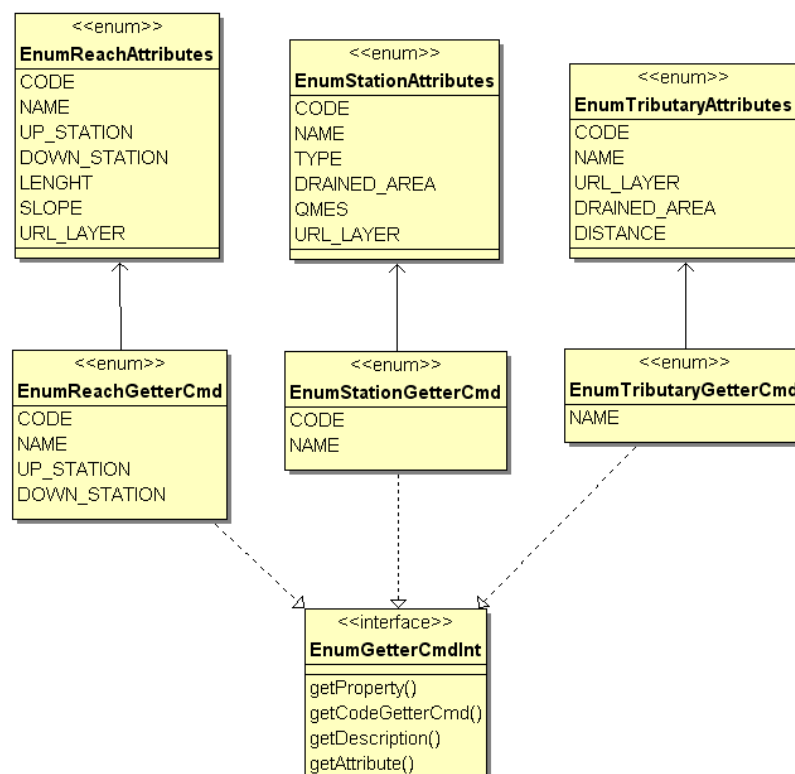 <<enum>>
EnumReachAttributes
CODE
NAME
UP_STATION
DOWN_STATION
LENGHT
SLOPE
URL_LAYER
<<enum>>
EnumStationAttributes
CODE
NAME
TYPE
DRAINED_AREA
QMES
URL_LAYER
<<enum>>
EnumTributaryAttributes
CODE
NAME
URL_LAYER
DRAINED_AREA
DISTANCE
<<enum>>
EnumReachGetterCmd
CODE
NAME
UP_STATION
DOWN_STATION
<<enum>>
EnumStationGetterCmd
CODE
NAME
<<enum>>
EnumTributaryGetterCmd
NAME
<<interface>>
EnumGetterCmdInt
getProperty()
getCodeGetterCmd()
getDescription()
getAttribute()